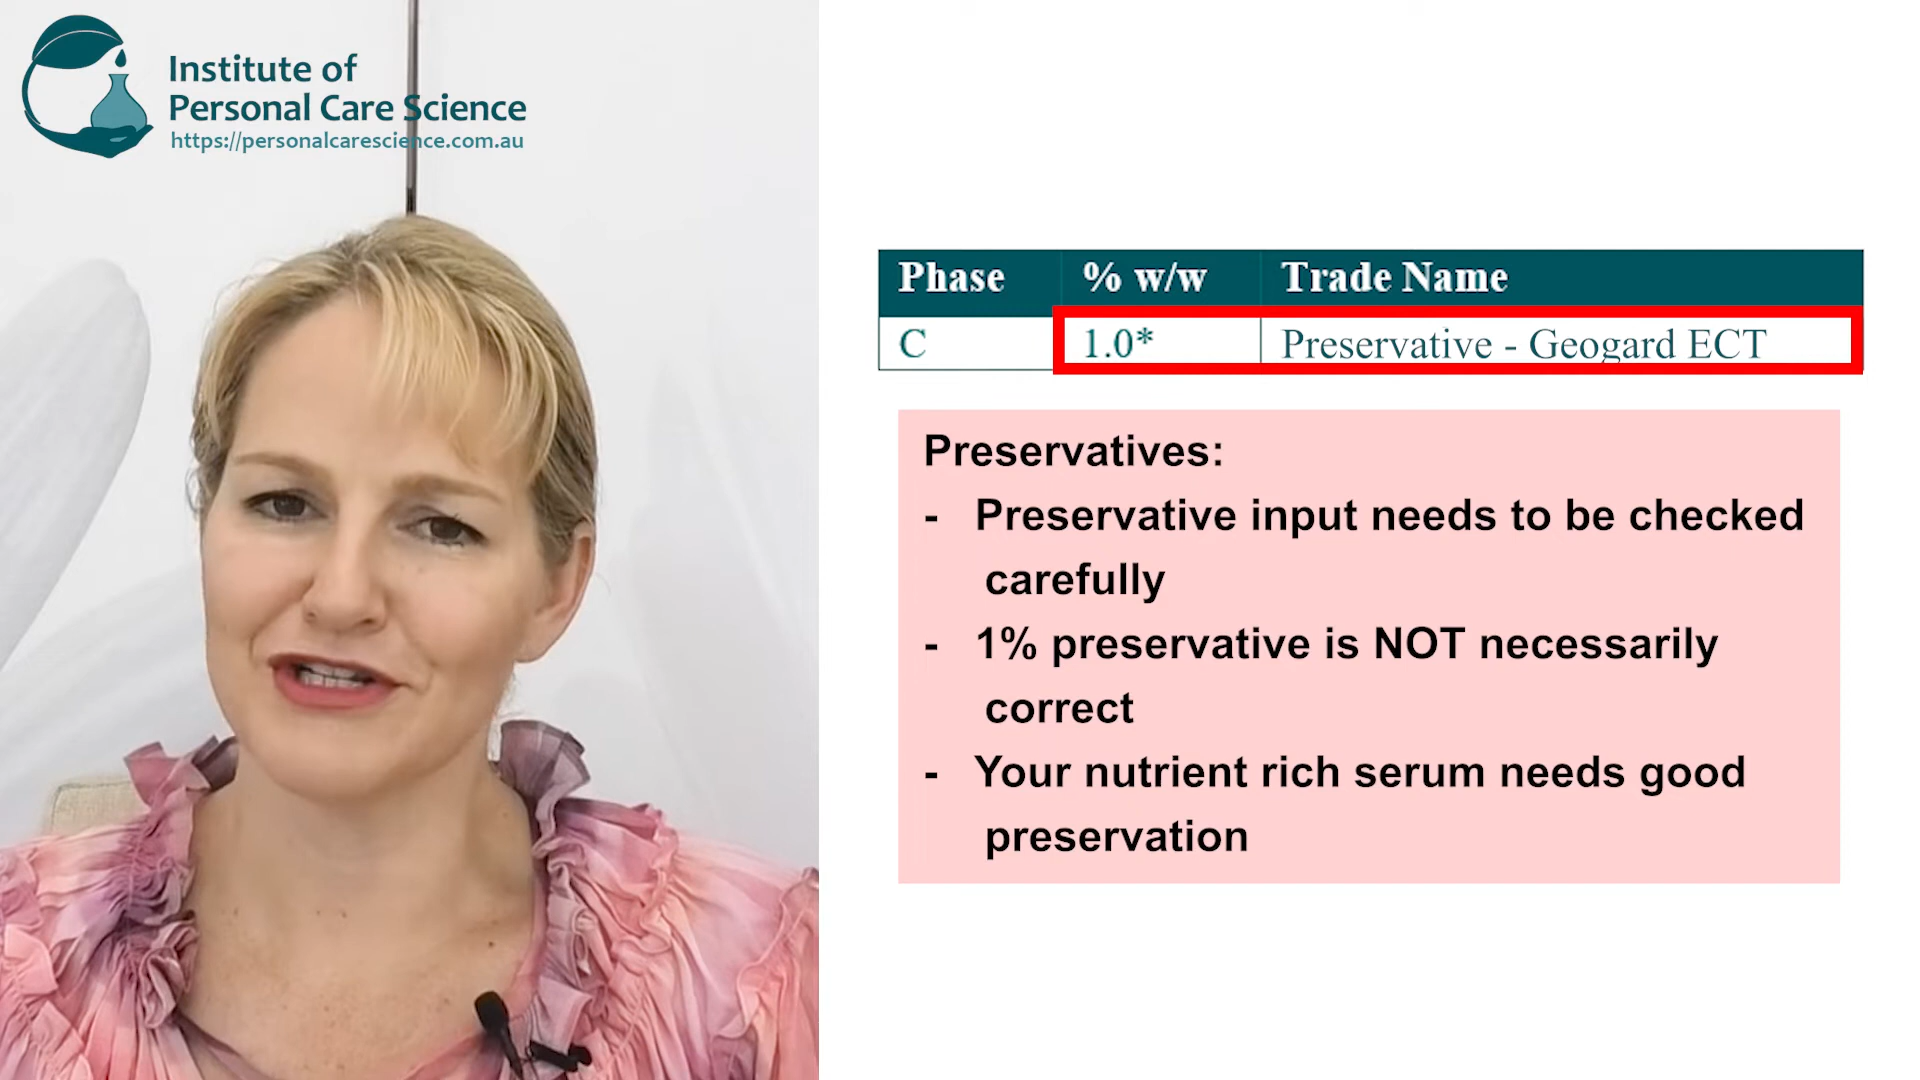 Institute of
Personal Care Science
https://personalcarescience.com.au
Phase % w/w Trade Name
C 1.0* Preservative - Geogard ECT
Preservatives:
- Preservative input needs to be checked
carefully
- 1% preservative is NOT necessarily
correct
- Your nutrient rich serum needs good
preservation